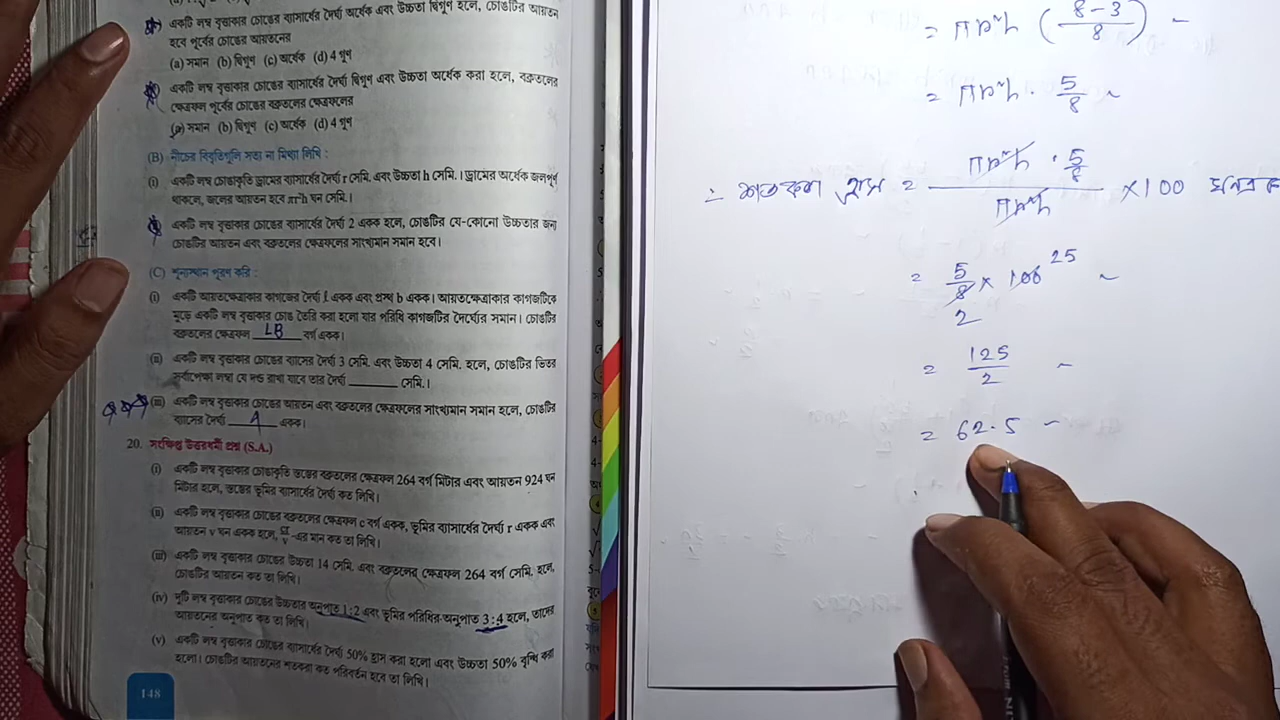 একটি লম্ব বৃত্তাকার চোঙের ব্যাসার্ধের দৈর্ঘ্য অর্ধেক এবং উচ্চতা দ্বিগুণ হলে, চোঙটির আয়তন
হবে পূর্বের চোঙের আয়তনের
(a) সমান (b) দ্বিগুণ (c) অর্ধেক (d) 4 গুণ
একটি লম্ব বৃত্তাকার চোঙের ব্যাসার্ধের দৈর্ঘ্য দ্বিগুণ এবং উচ্চতা অর্ধেক করা হলে, বক্রতলের
ক্ষেত্রফল পূর্বের চোঙের বক্রতলের ক্ষেত্রফলের
(a) সমান (b) দ্বিগুণ (c) অর্ধেক (d) 4 গুণ
(B) নীচের বিবৃতিগুলি সত্য না মিথ্যা লিখি :
(i) একটি লম্ব চোঙাকৃতি ড্রামের ব্যাসার্ধের দৈর্ঘ্য r সেমি. এবং উচ্চতা h সেমি.। ড্রামের অর্ধেক জলপূর্ণ
থাকলে, জলের আয়তন হবে πr²h ঘন সেমি.।
একটি লম্ব বৃত্তাকার চোঙের ব্যাসার্ধের দৈর্ঘ্য 2 একক হলে, চোঙটির যে-কোনো উচ্চতার জন্য
চোঙটির আয়তন এবং বক্রতলের ক্ষেত্রফলের সাংখ্যমান সমান হবে।
(C) শূন্যস্থান পূরণ করি :
(i) একটি আয়তক্ষেত্রাকার কাগজের দৈর্ঘ্য l একক এবং প্রস্থ b একক। আয়তক্ষেত্রাকার কাগজটিকে
মুড়ে একটি লম্ব বৃত্তাকার চোঙ তৈরি করা হলো যার পরিধি কাগজটির দৈর্ঘ্যের সমান। চোঙটির
বক্রতলের ক্ষেত্রফল LB বর্গ একক।
(ii) একটি লম্ব বৃত্তাকার চোঙের ব্যাসের দৈর্ঘ্য 3 সেমি. এবং উচ্চতা 4 সেমি. হলে, চোঙটির ভিতর
সর্বাপেক্ষা লম্বা যে দন্ড রাখা যাবে তার দৈর্ঘ্য ______ সেমি.।
(iii) একটি লম্ব বৃত্তাকার চোঙের আয়তন এবং বক্রতলের ক্ষেত্রফলের সাংখ্যমান সমান হলে, চোঙটির
ব্যাসের দৈর্ঘ্য 4 একক।
20. সংক্ষিপ্ত উত্তরধর্মী প্রশ্ন (S.A.)
(i) একটি লম্ব বৃত্তাকার চোঙাকৃতি স্তম্ভের বক্রতলের ক্ষেত্রফল 264 বর্গ মিটার এবং আয়তন 924 ঘন
মিটার হলে, স্তম্ভের ভূমির ব্যাসার্ধের দৈর্ঘ্য কত লিখি।
(ii) একটি লম্ব বৃত্তাকার চোঙের বক্রতলের ক্ষেত্রফল c বর্গ একক, ভূমির ব্যাসার্ধের দৈর্ঘ্য r একক এবং
আয়তন v ঘন একক হলে, cr/v -এর মান কত তা লিখি।
(iii) একটি লম্ব বৃত্তাকার চোঙের উচ্চতা 14 সেমি. এবং বক্রতলের ক্ষেত্রফল 264 বর্গ সেমি. হলে,
চোঙটির আয়তন কত তা লিখি।
(iv) দুটি লম্ব বৃত্তাকার চোঙের উচ্চতার অনুপাত 1 : 2 এবং ভূমির পরিধির অনুপাত 3 : 4 হলে, তাদের
আয়তনের অনুপাত কত তা লিখি।
(v) একটি লম্ব বৃত্তাকার চোঙের ব্যাসার্ধের দৈর্ঘ্য 50% হ্রাস করা হলো এবং উচ্চতা 50% বৃদ্ধি করা
হলো। চোঙটির আয়তনের শতকরা কত পরিবর্তন হবে তা লিখি।
148
= πr²h (8-3/8) ~
= πr²h · 5/8 ~
∴ শতকরা হ্রাস = πr²h · 5/8 / πr²h × 100 ঘনএকক
= 5/8 × 100 25 ~
2
= 125/2 ~
= 62.5 ~